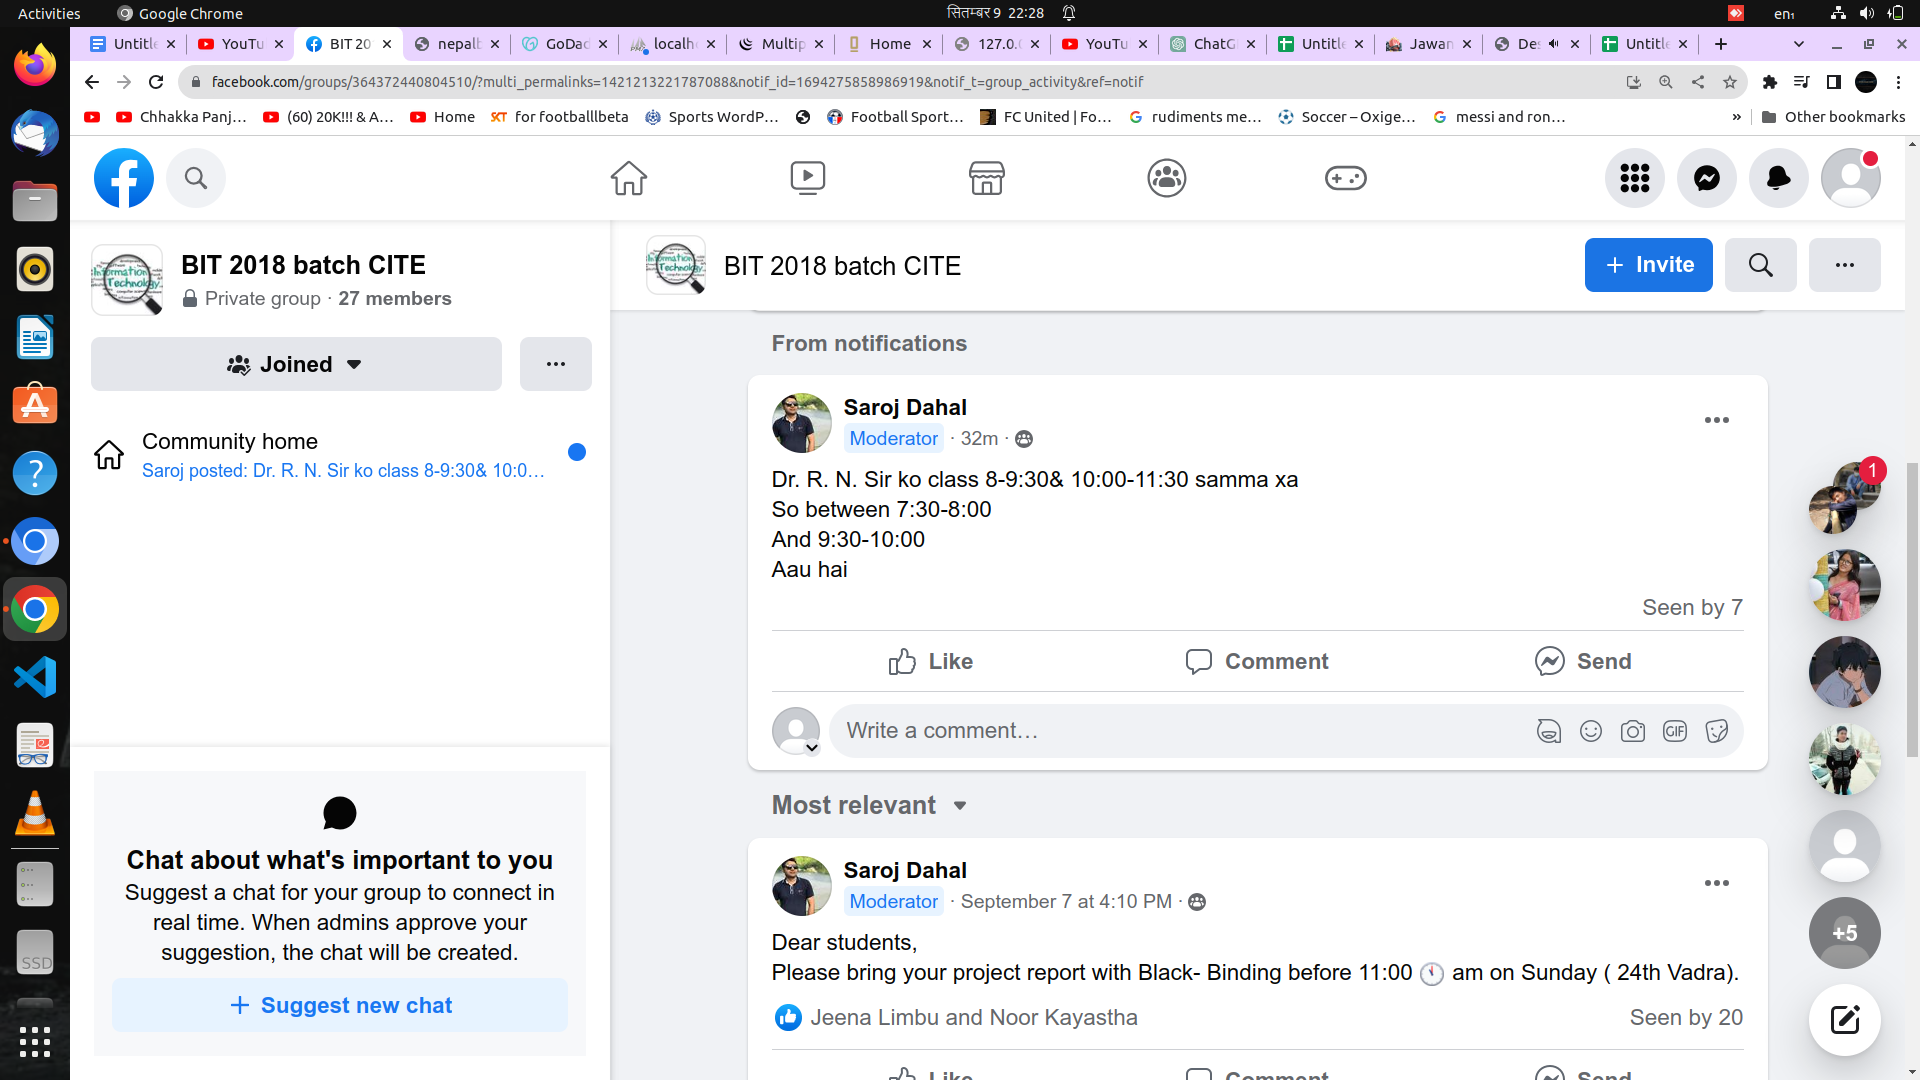 Activities
Google Chrome
सितम्बर 9 22:28
en₁
Untitle
YouTu
BIT 20
nepalt
GoDad
localh
Multip
Home
127.0.
YouTu
ChatG
Untitle
Jawan
Des
Untitle
facebook.com/groups/364372440804510/?multi_permalinks=1421213221787088&notif_id=1694275858986919&notif_t=group_activity&ref=notif
Chhakka Panj…
(60) 20K!!! & A…
Home
for footballlbeta
Sports WordP…
Football Sport…
FC United | Fo…
rudiments me…
Soccer – Oxige…
messi and ron…
»
Other bookmarks
BIT 2018 batch CITE
Private group · 27 members
Joined
Community home
Saroj posted: Dr. R. N. Sir ko class 8-9:30& 10:0…
Chat about what's important to you
Suggest a chat for your group to connect in
real time. When admins approve your
suggestion, the chat will be created.
+ Suggest new chat
Information
Technology
BIT 2018 batch CITE
+ Invite
From notifications
Saroj Dahal
Moderator · 32m ·
Dr. R. N. Sir ko class 8-9:30& 10:00-11:30 samma xa
So between 7:30-8:00
And 9:30-10:00
Aau hai
Seen by 7
Like
Comment
Send
Write a comment…
GIF
Most relevant
Saroj Dahal
Moderator · September 7 at 4:10 PM ·
Dear students,
Please bring your project report with Black- Binding before 11:00 🕚 am on Sunday ( 24th Vadra).
Jeena Limbu and Noor Kayastha
Seen by 20
Like
Comment
Send
1
+5
SSD